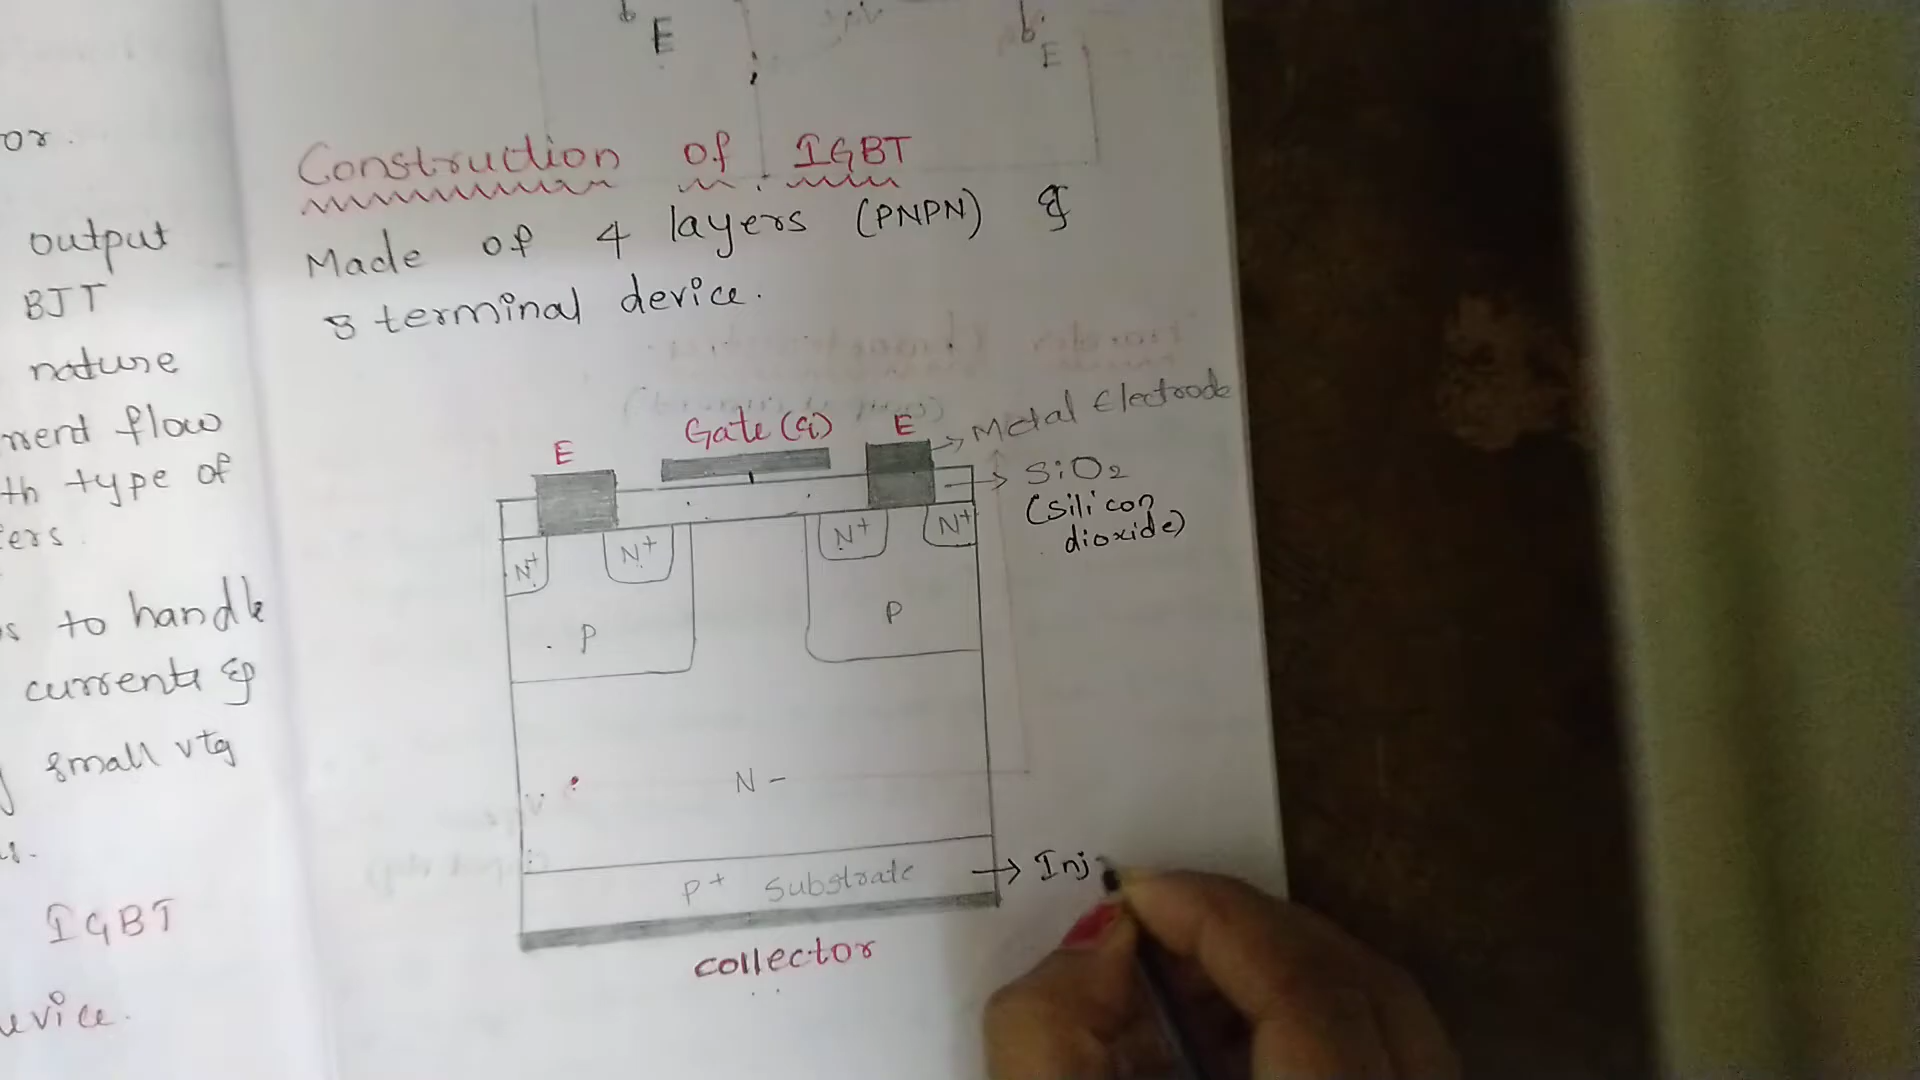 E
E
or.
output
BJT
nature
flow
th type of
ers.
s to handle
currents &
small vtg
s.
IGBT
evice.
Construction of IGBT
Made of 4 layers (PNPN) &
3 terminal device.
E
Gate (G)
E
Metal Electrode
SiO2
(silicon
dioxide)
N+
N+
N+
N+
P
P
N -
P+ Substrate
Inj
collector